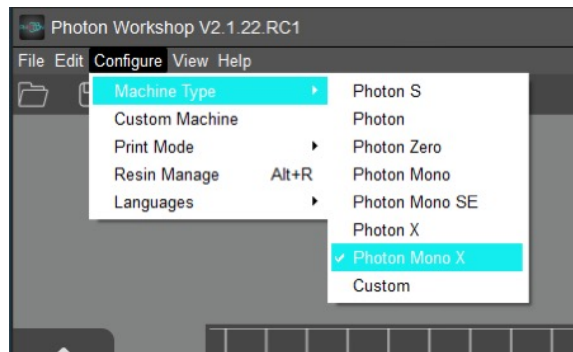 Photon Workshop V2.1.22.RC1
File Edit Configure View Help
Machine Type
Custom Machine
Print Mode
Resin Manage Alt+R
Languages
Photon S
Photon
Photon Zero
Photon Mono
Photon Mono SE
Photon X
Photon Mono X
Custom